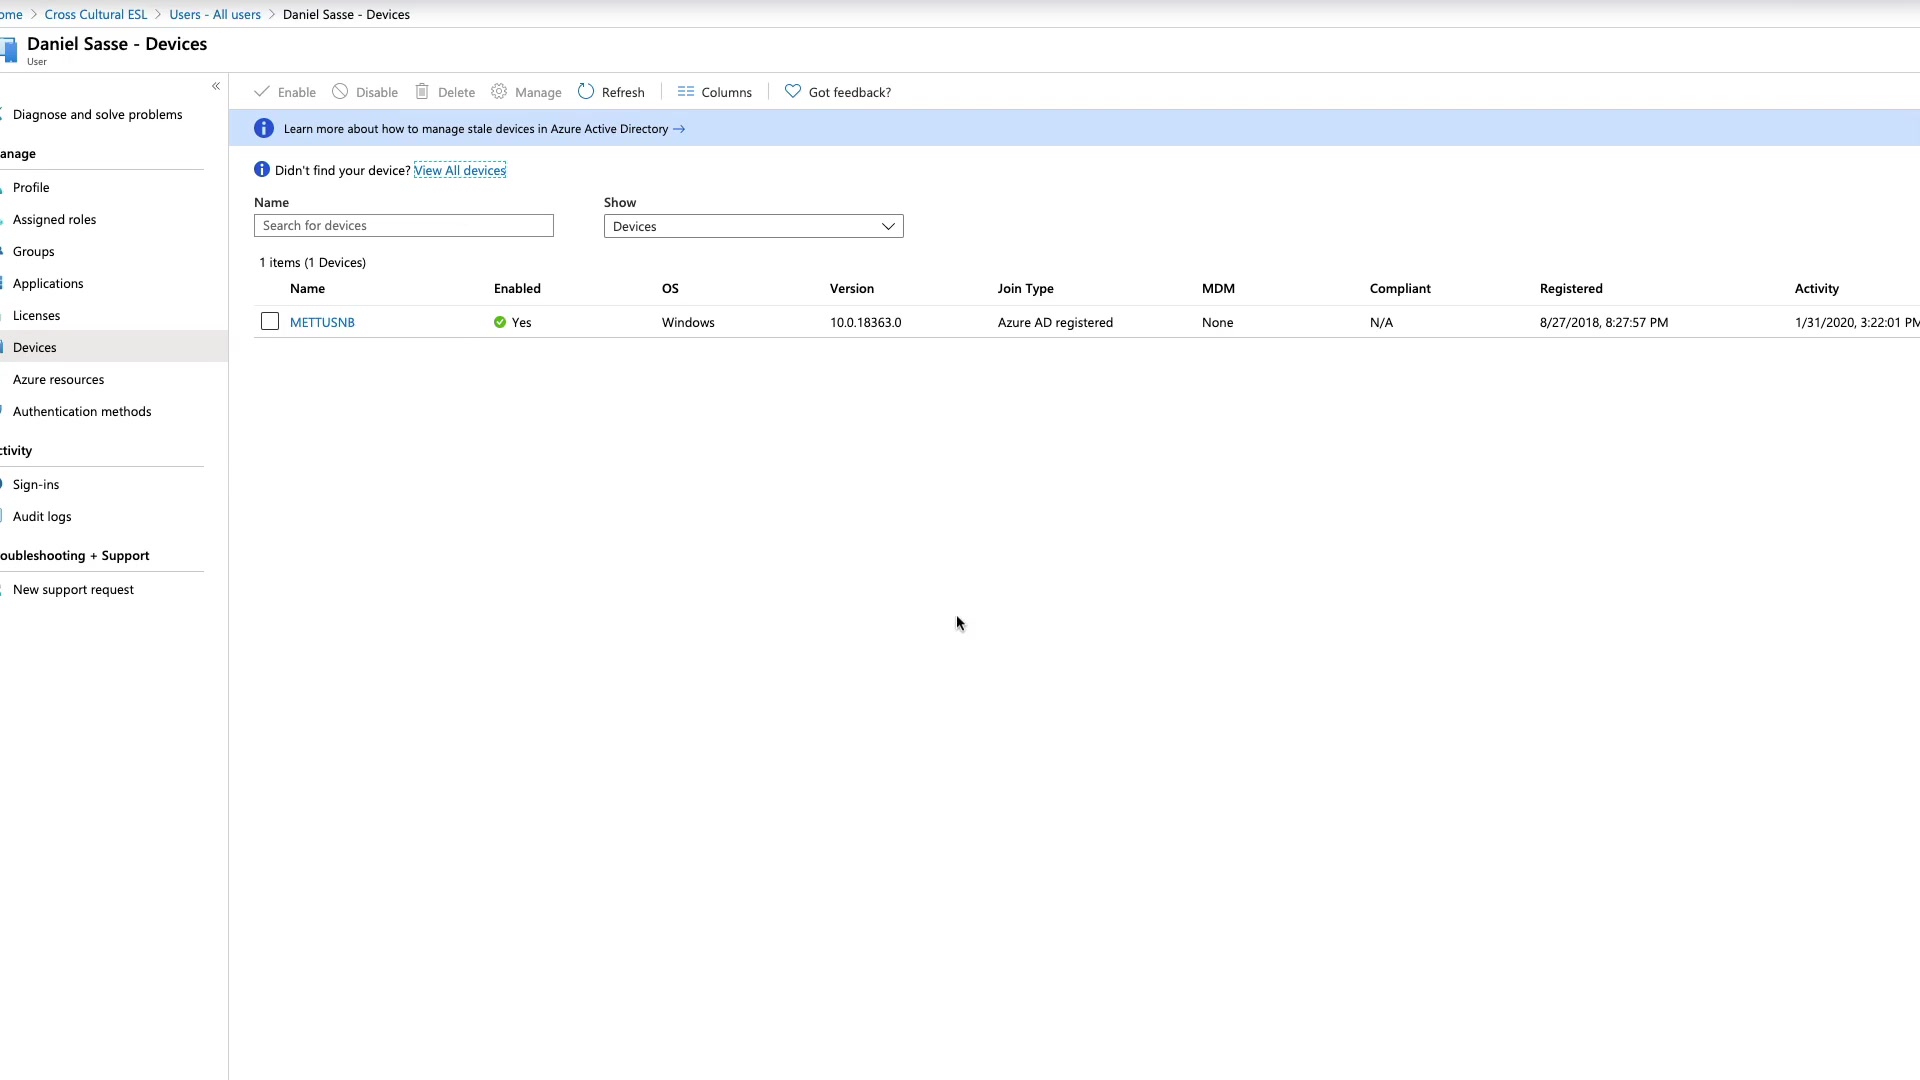 ome > Cross Cultural ESL > Users - All users > Daniel Sasse - Devices
Daniel Sasse - Devices
User
«
Diagnose and solve problems
anage
Profile
Assigned roles
Groups
Applications
Licenses
Devices
Azure resources
Authentication methods
ctivity
Sign-ins
Audit logs
oubleshooting + Support
New support request
Enable Disable Delete Manage Refresh Columns Got feedback?
Learn more about how to manage stale devices in Azure Active Directory →
Didn't find your device? View All devices
Name Show
Search for devices Devices
1 items (1 Devices)
Name Enabled OS Version Join Type MDM Compliant Registered Activity
METTUSNB Yes Windows 10.0.18363.0 Azure AD registered None N/A 8/27/2018, 8:27:57 PM 1/31/2020, 3:22:01 PM